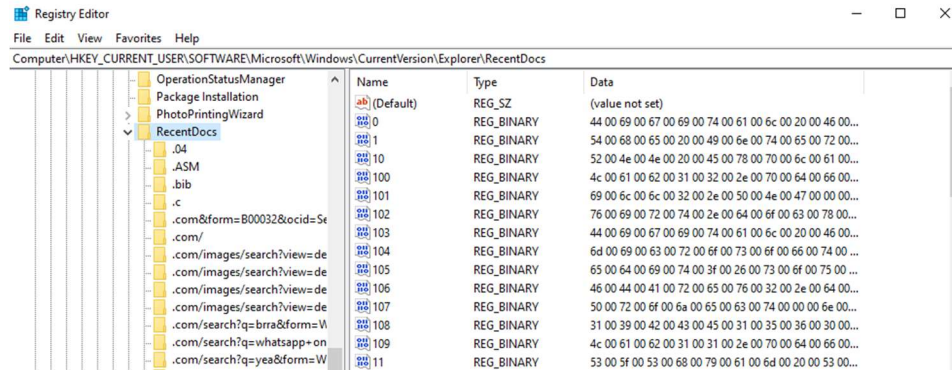 Registry Editor
File Edit View Favorites Help
Computer\HKEY_CURRENT_USER\SOFTWARE\Microsoft\Windows\CurrentVersion\Explorer\RecentDocs
OperationStatusManager
Package Installation
PhotoPrintingWizard
RecentDocs
.04
.ASM
.bib
.c
.com&form=B00032&ocid=Se
.com/
.com/images/search?view=de
.com/images/search?view=de
.com/images/search?view=de
.com/search?q=brra&form=W
.com/search?q=whatsapp+on
.com/search?q=yea&form=W
Name Type Data
(Default) REG_SZ (value not set)
0 REG_BINARY 44 00 69 00 67 00 69 00 74 00 61 00 6c 00 20 00 46 00...
1 REG_BINARY 54 00 68 00 65 00 20 00 49 00 6e 00 74 00 65 00 72 00...
10 REG_BINARY 52 00 4e 00 4e 00 20 00 45 00 78 00 70 00 6c 00 61 00...
100 REG_BINARY 4c 00 61 00 62 00 31 00 32 00 2e 00 70 00 64 00 66 00...
101 REG_BINARY 69 00 6c 00 6c 00 32 00 2e 00 50 00 4e 00 47 00 00 00...
102 REG_BINARY 76 00 69 00 72 00 74 00 2e 00 64 00 6f 00 63 00 78 00...
103 REG_BINARY 44 00 69 00 67 00 69 00 74 00 61 00 6c 00 20 00 46 00...
104 REG_BINARY 6d 00 69 00 63 00 72 00 6f 00 73 00 6f 00 66 00 74 00 ...
105 REG_BINARY 65 00 64 00 69 00 74 00 3f 00 26 00 73 00 6f 00 75 00 ...
106 REG_BINARY 46 00 44 00 41 00 72 00 65 00 76 00 32 00 2e 00 64 00...
107 REG_BINARY 50 00 72 00 6f 00 6a 00 65 00 63 00 74 00 00 00 6e 00...
108 REG_BINARY 31 00 39 00 42 00 43 00 45 00 31 00 35 00 36 00 30 00...
109 REG_BINARY 4c 00 61 00 62 00 31 00 31 00 2e 00 70 00 64 00 66 00...
11 REG_BINARY 53 00 5f 00 53 00 68 00 79 00 61 00 6d 00 20 00 53 00...